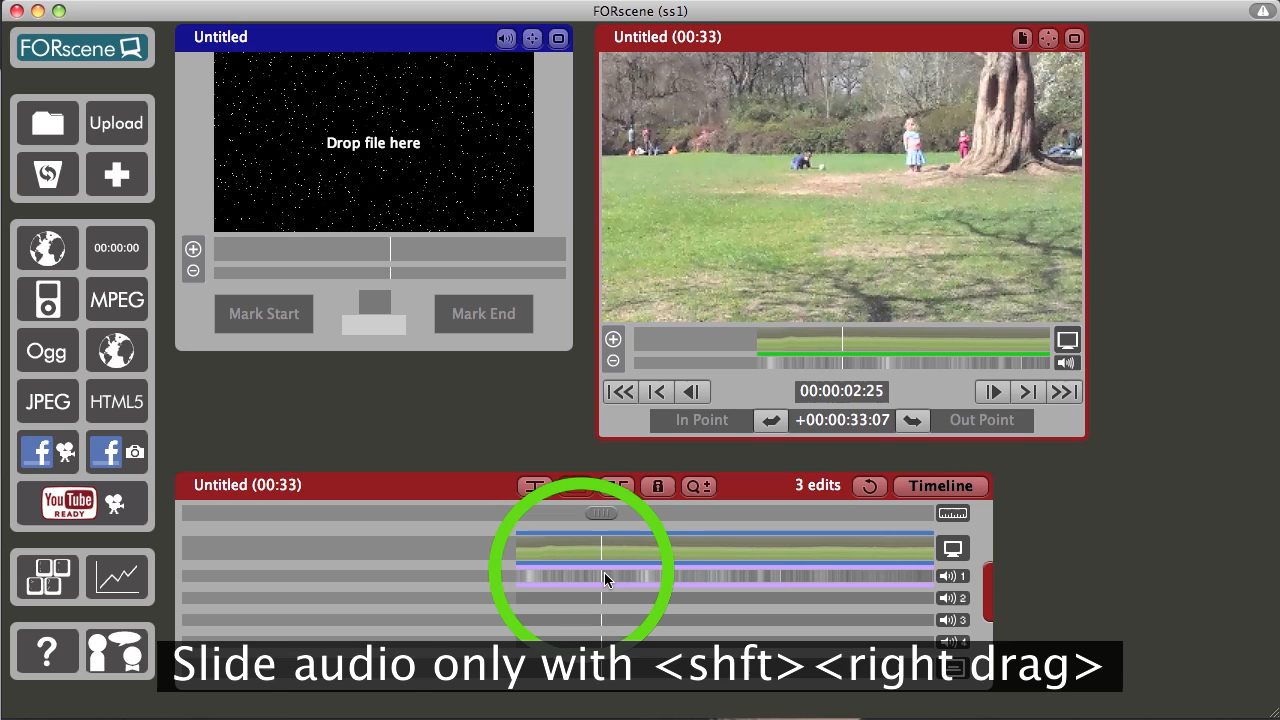 FORscene (ss1)
FORscene
Untitled
Untitled (00:33)
Upload
Drop file here
00:00:00
MPEG
Mark Start
Mark End
Ogg
JPEG
HTML5
00:00:02:25
In Point
+00:00:33:07
Out Point
f
f
YouTube
READY
Untitled (00:33)
3 edits
Timeline
1
2
3
4
?
Slide audio only with <shft><right drag>